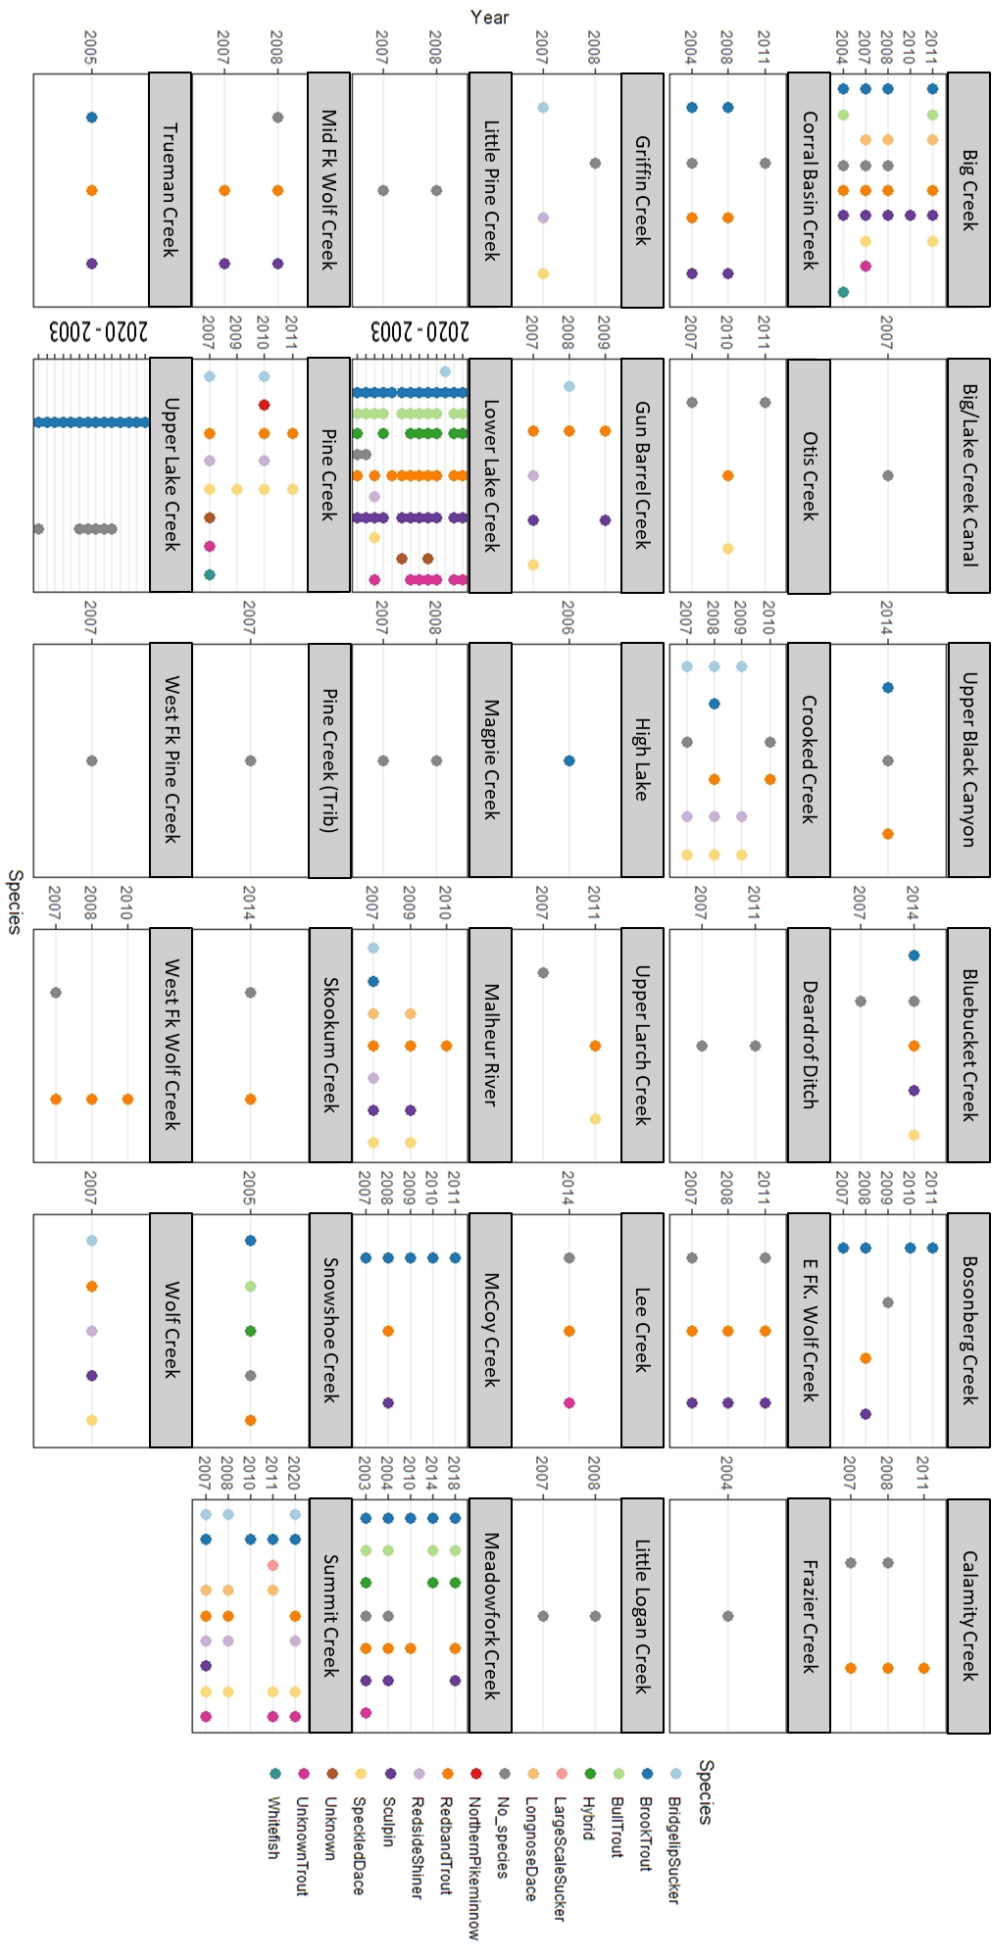 Big Creek
2011
2010
2008
2007
2004
Big/Lake Creek Canal
2007
Upper Black Canyon
2014
Bluebucket Creek
2014
2007
Bosonberg Creek
2011
2010
2009
2008
2007
Calamity Creek
2011
2008
2007
Corral Basin Creek
2011
2008
2004
Otis Creek
2011
2010
2007
Crooked Creek
2010
2009
2008
2007
Deardrof Ditch
2011
2007
E FK. Wolf Creek
2011
2008
2007
Frazier Creek
2004
Griffin Creek
2008
2007
Gun Barrel Creek
2009
2008
2007
High Lake
2006
Upper Larch Creek
2011
2007
Lee Creek
2014
Little Logan Creek
2008
2007
Year
Little Pine Creek
2008
2007
Lower Lake Creek
2020 - 2003
Magpie Creek
2008
2007
Malheur River
2010
2009
2007
McCoy Creek
2011
2010
2009
2008
2007
Meadowfork Creek
2018
2014
2010
2004
2003
Mid Fk Wolf Creek
2008
2007
Pine Creek
2011
2010
2009
2007
Pine Creek (Trib)
2007
Skookum Creek
2014
Snowshoe Creek
2005
Summit Creek
2020
2011
2010
2008
2007
Trueman Creek
2005
Upper Lake Creek
2020 - 2003
West Fk Pine Creek
2007
West Fk Wolf Creek
2010
2008
2007
Wolf Creek
2007
Species
Species
BridgelipSucker
BrookTrout
BullTrout
Hybrid
LargeScaleSucker
LongnoseDace
No_species
NorthernPikeminnow
RedbandTrout
RedsideShiner
Sculpin
SpeckledDace
Unknown
UnknownTrout
Whitefish